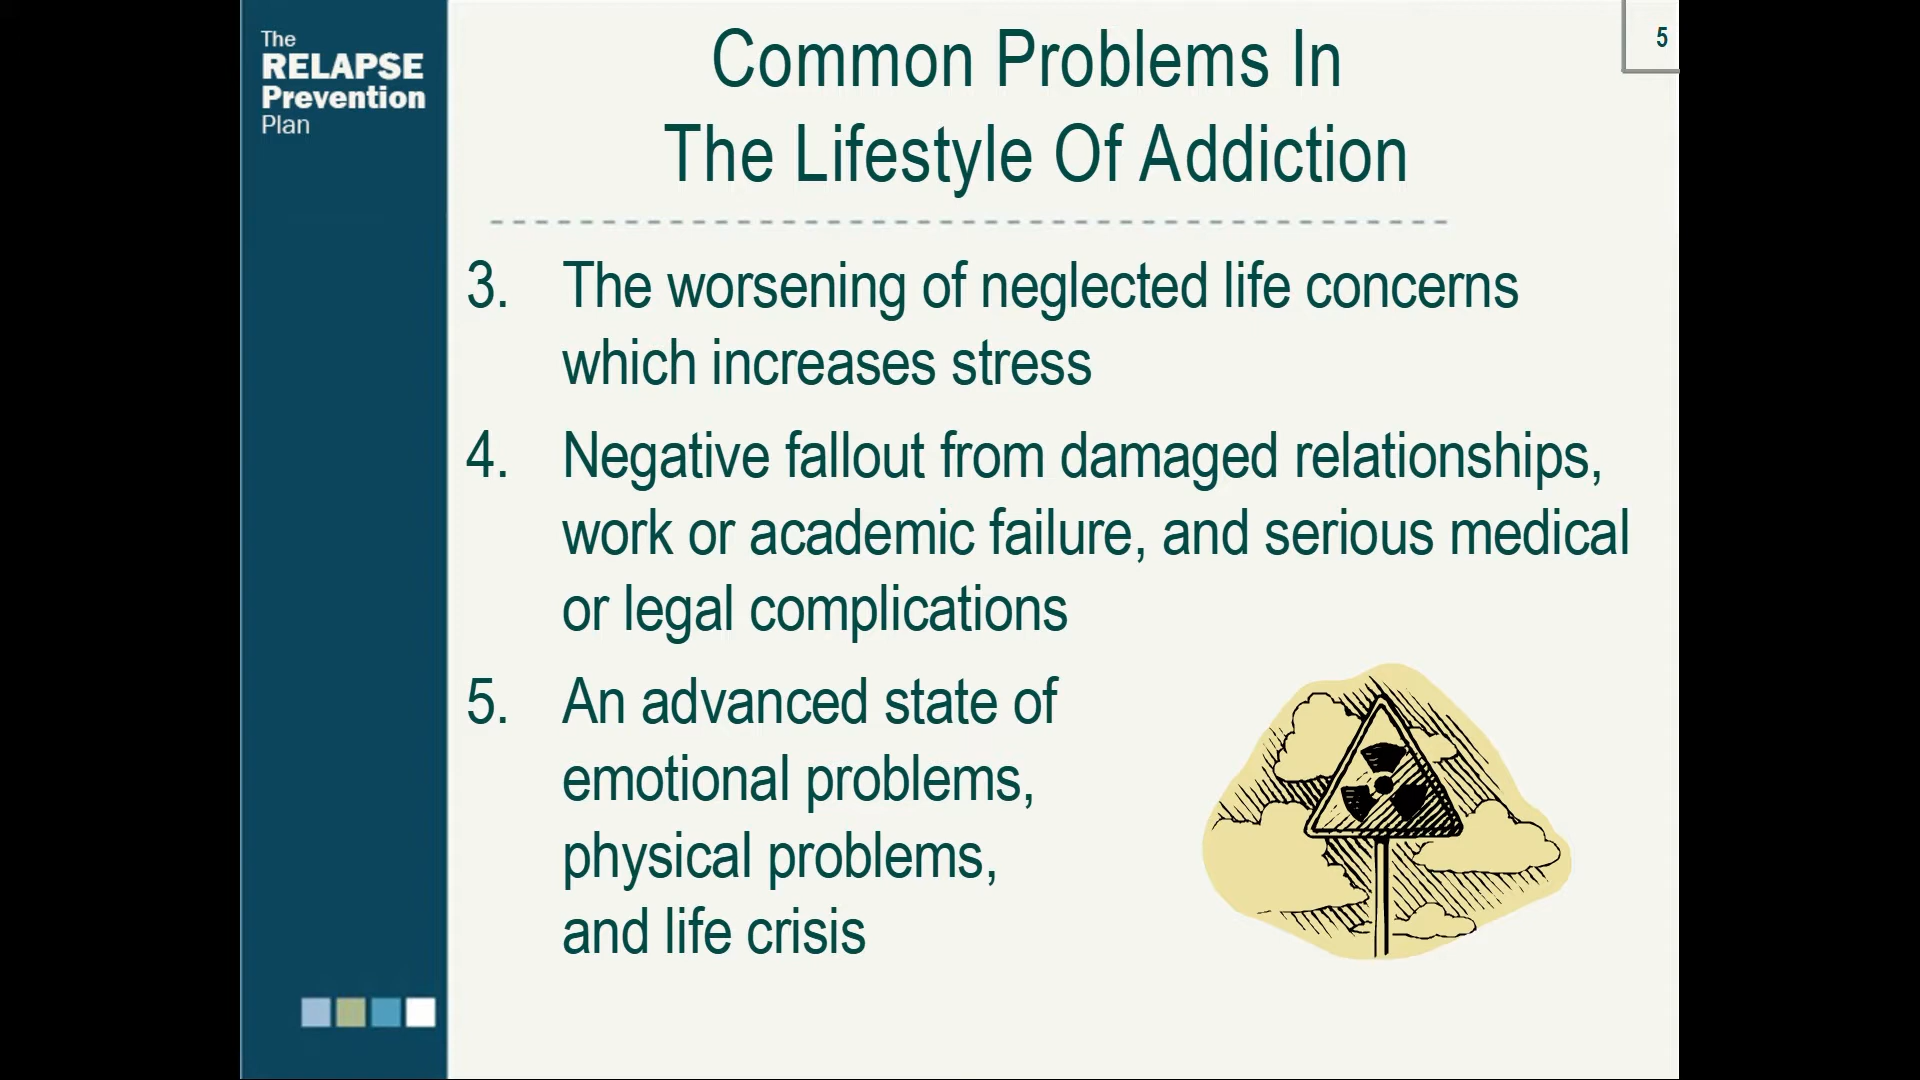 The
RELAPSE
Prevention
Plan
5
Common Problems In
The Lifestyle Of Addiction
3. The worsening of neglected life concerns
which increases stress
4. Negative fallout from damaged relationships,
work or academic failure, and serious medical
or legal complications
5. An advanced state of
emotional problems,
physical problems,
and life crisis